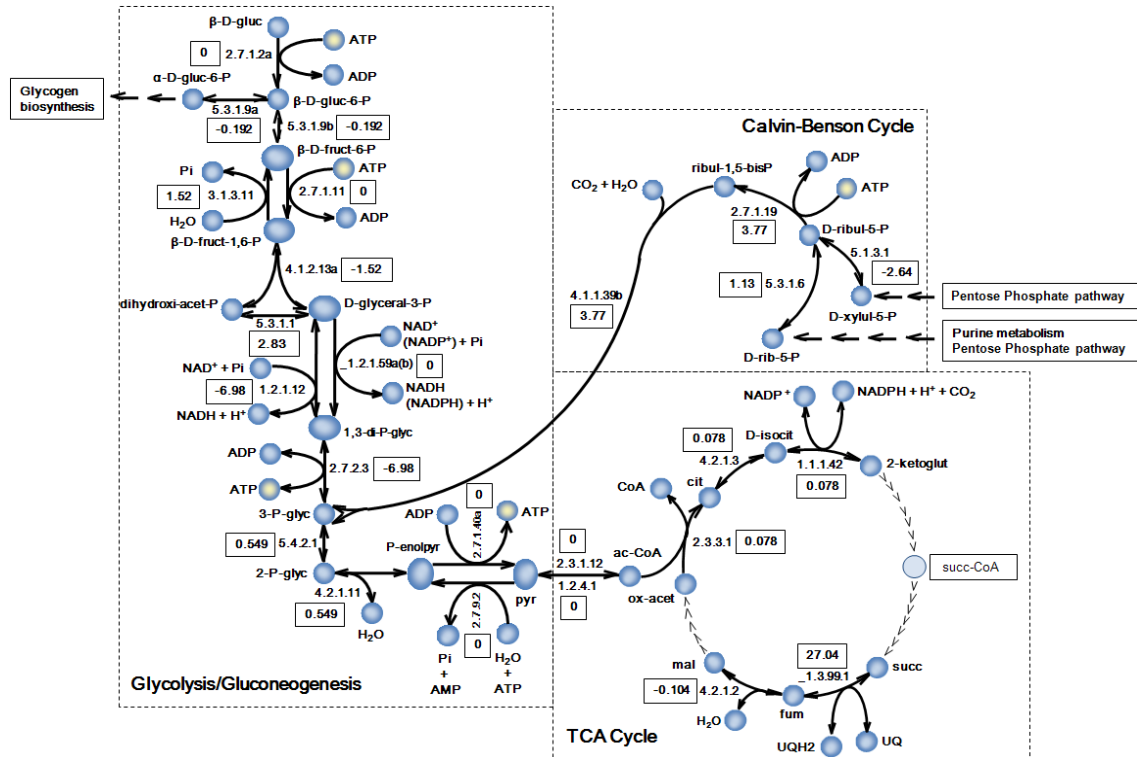 β-D-gluc
ATP
0
2.7.1.2a
ADP
α-D-gluc-6-P
Glycogen
biosynthesis
β-D-gluc-6-P
5.3.1.9a
-0.192
5.3.1.9b
-0.192
β-D-fruct-6-P
Pi
ATP
1.52
3.1.3.11
2.7.1.11
0
H₂O
ADP
β-D-fruct-1,6-P
4.1.2.13a
-1.52
dihydroxi-acet-P
D-glyceral-3-P
5.3.1.1
2.83
NAD⁺
(NADP⁺) + Pi
NAD⁺ + Pi
_1.2.1.59a(b)
0
-6.98
1.2.1.12
NADH
(NADPH) + H⁺
NADH + H⁺
1,3-di-P-glyc
ADP
2.7.2.3
-6.98
ATP
3-P-glyc
0.549
5.4.2.1
2-P-glyc
4.2.1.11
0.549
H₂O
ADP
0
ATP
2.7.1.40a
P-enolpyr
pyr
2.7.9.2
0
Pi
+
AMP
H₂O
+
ATP
Glycolysis/Gluconeogenesis
Calvin-Benson Cycle
ADP
ribul-1,5-bisP
CO₂ + H₂O
ATP
2.7.1.19
3.77
D-ribul-5-P
5.1.3.1
-2.64
1.13
5.3.1.6
4.1.1.39b
3.77
D-xylul-5-P
Pentose Phosphate pathway
D-rib-5-P
Purine metabolism
Pentose Phosphate pathway
NADP⁺
NADPH + H⁺ + CO₂
D-isocit
0.078
4.2.1.3
1.1.1.42
0.078
2-ketoglut
CoA
cit
0
2.3.1.12
1.2.4.1
0
ac-CoA
2.3.3.1
0.078
ox-acet
succ-CoA
mal
27.04
succ
_1.3.99.1
-0.104
4.2.1.2
fum
H₂O
UQH2
UQ
TCA Cycle